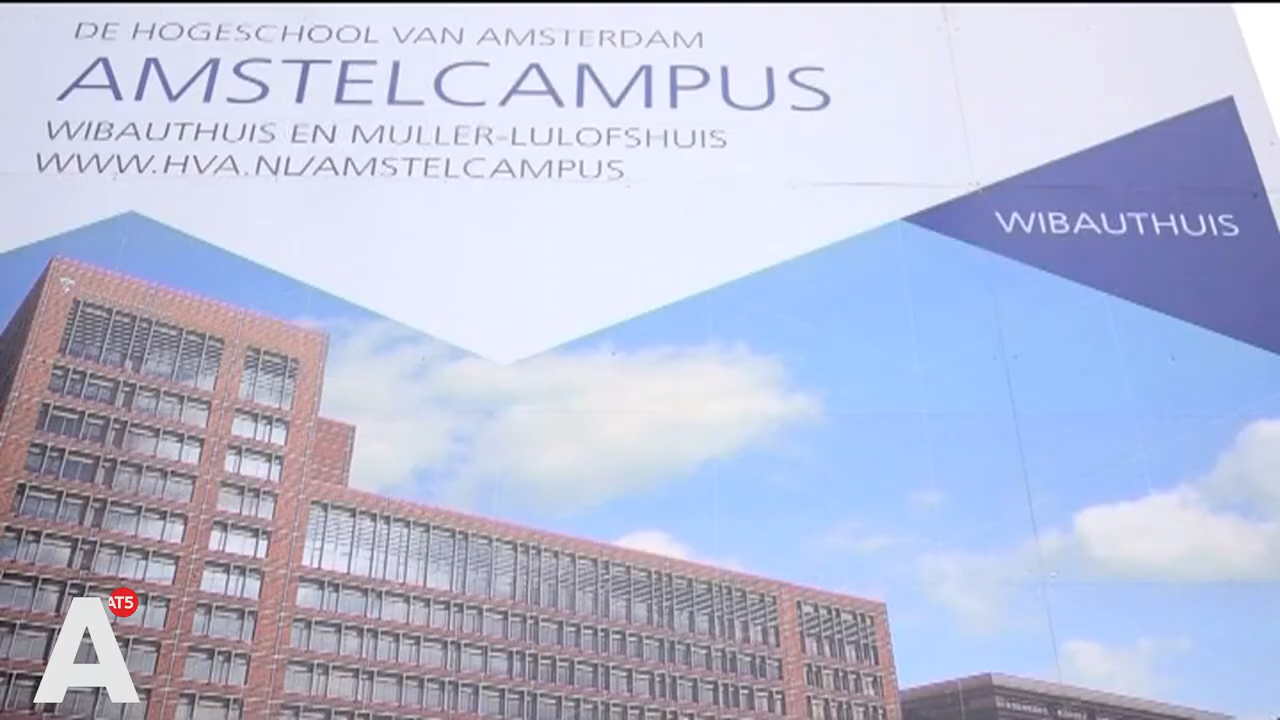 DE HOGESCHOOL VAN AMSTERDAM
AMSTELCAMPUS
WIBAUTHUIS EN MULLER-LULOFSHUIS
WWW.HVA.NL/AMSTELCAMPUS
WIBAUTHUIS
A
AT5